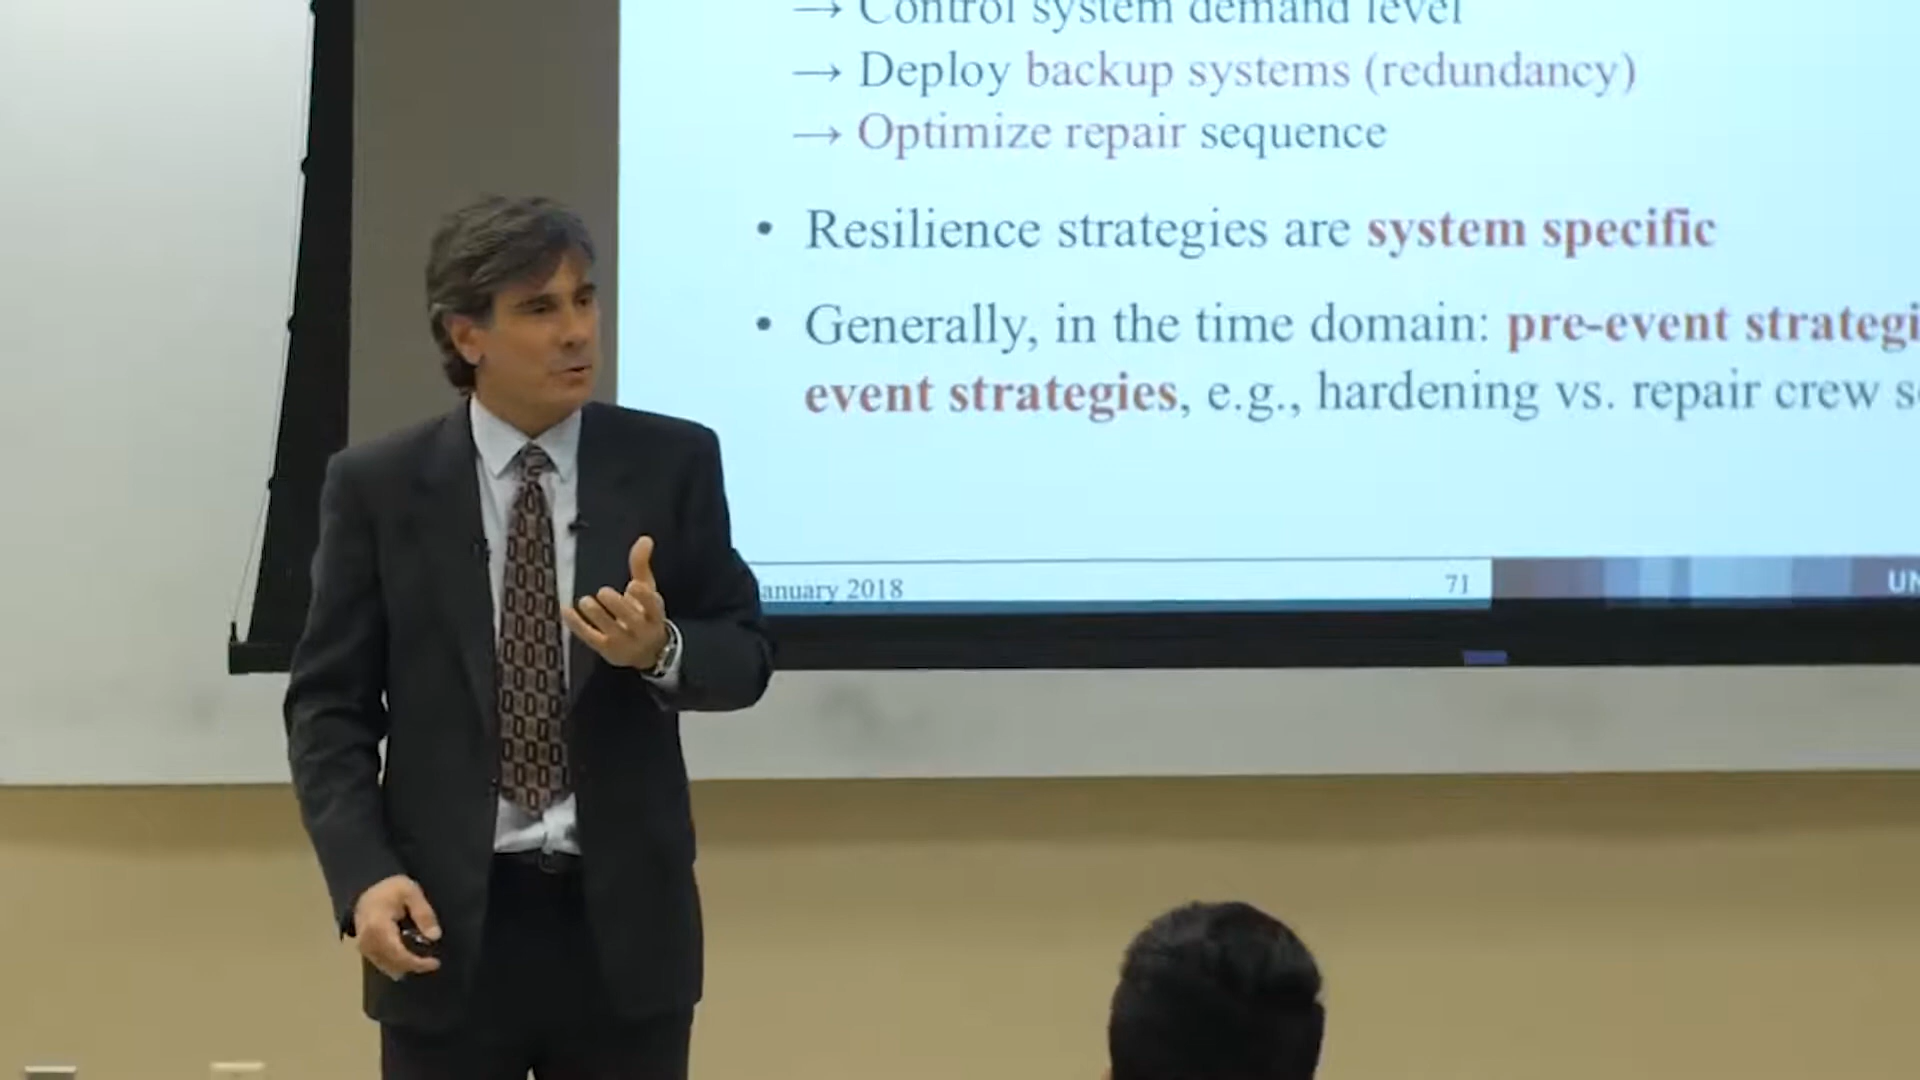 → Control system demand level
→ Deploy backup systems (redundancy)
→ Optimize repair sequence
• Resilience strategies are system specific
• Generally, in the time domain: pre-event strategi
event strategies, e.g., hardening vs. repair crew s
anuary 2018
71
UN